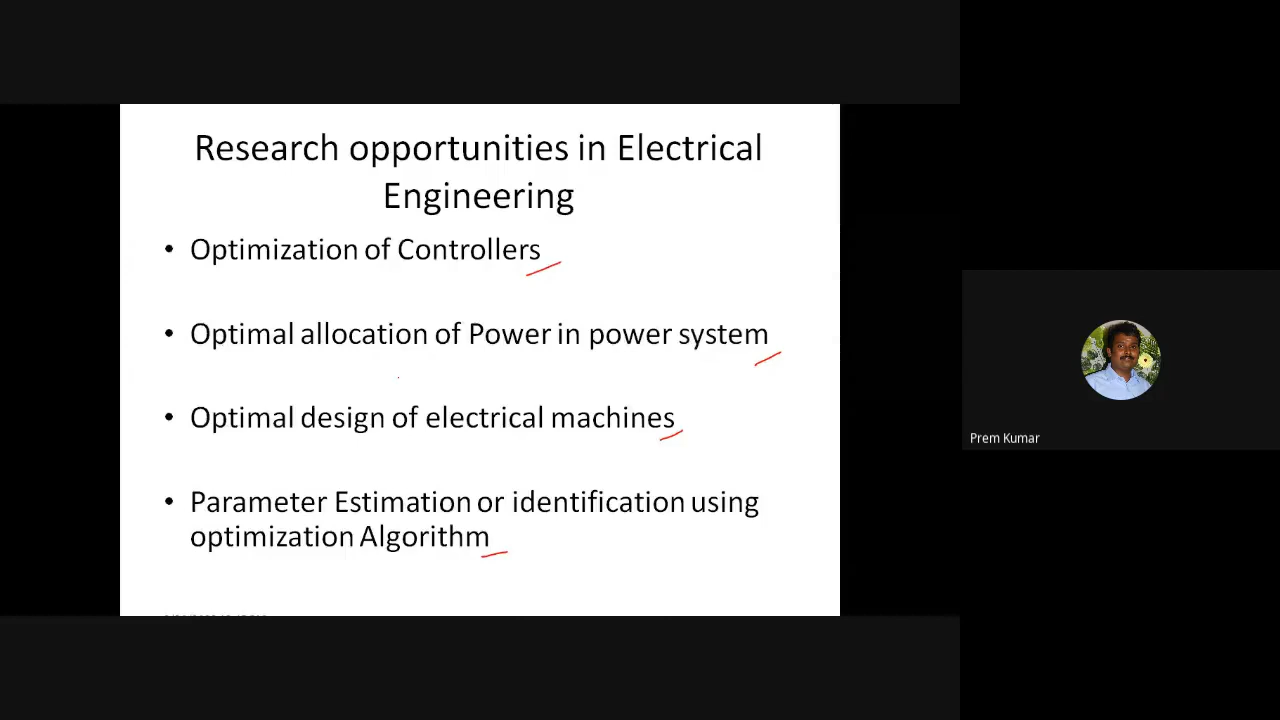 Research opportunities in Electrical
Engineering
• Optimization of Controllers
• Optimal allocation of Power in power system
• Optimal design of electrical machines
• Parameter Estimation or identification using
optimization Algorithm
Prem Kumar